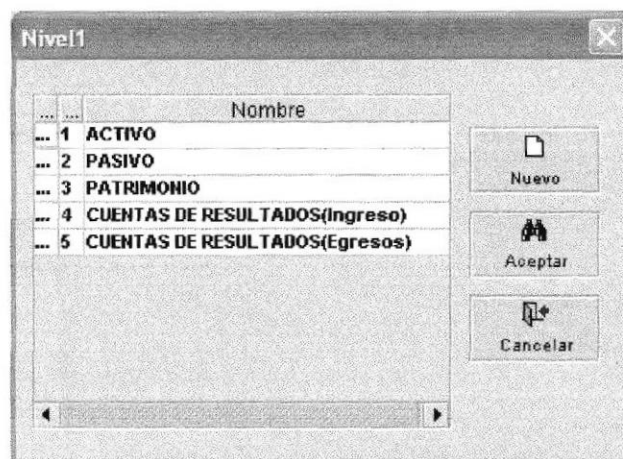 Nivel1
... ... Nombre
... 1 ACTIVO
... 2 PASIVO
... 3 PATRIMONIO
... 4 CUENTAS DE RESULTADOS(Ingreso)
... 5 CUENTAS DE RESULTADOS(Egresos)
Nuevo
Aceptar
Cancelar